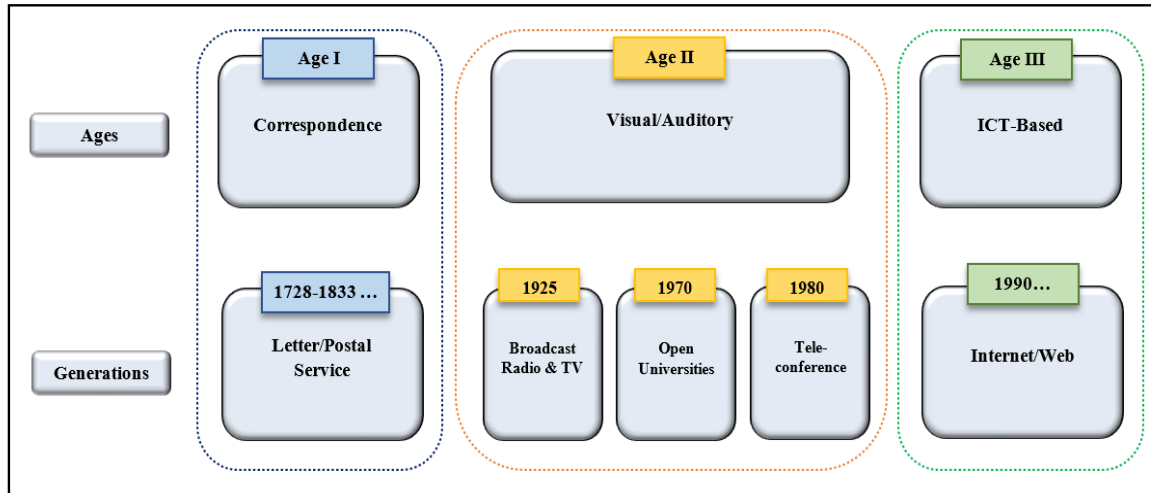 Age I
Age II
Age III
Ages
Correspondence
Visual/Auditory
ICT-Based
1728-1833 ...
1925
1970
1980
1990…
Generations
Letter/Postal
Service
Broadcast
Radio & TV
Open
Universities
Tele-
conference
Internet/Web